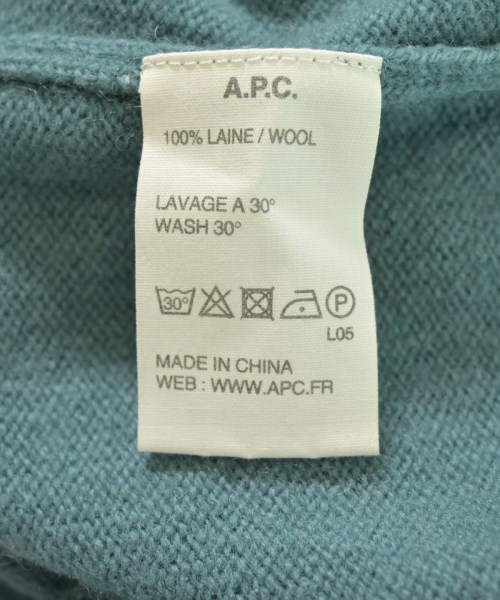 A.P.C.
100% LAINE / WOOL
LAVAGE A 30°
WASH 30°
30° P
L05
MADE IN CHINA
WEB : WWW.APC.FR